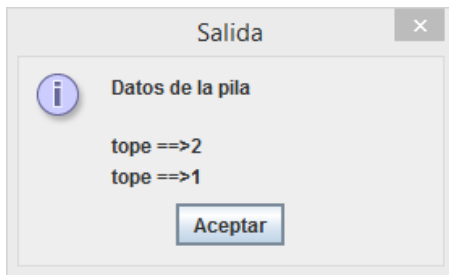 Salida
Datos de la pila
tope ==>2
tope ==>1
Aceptar